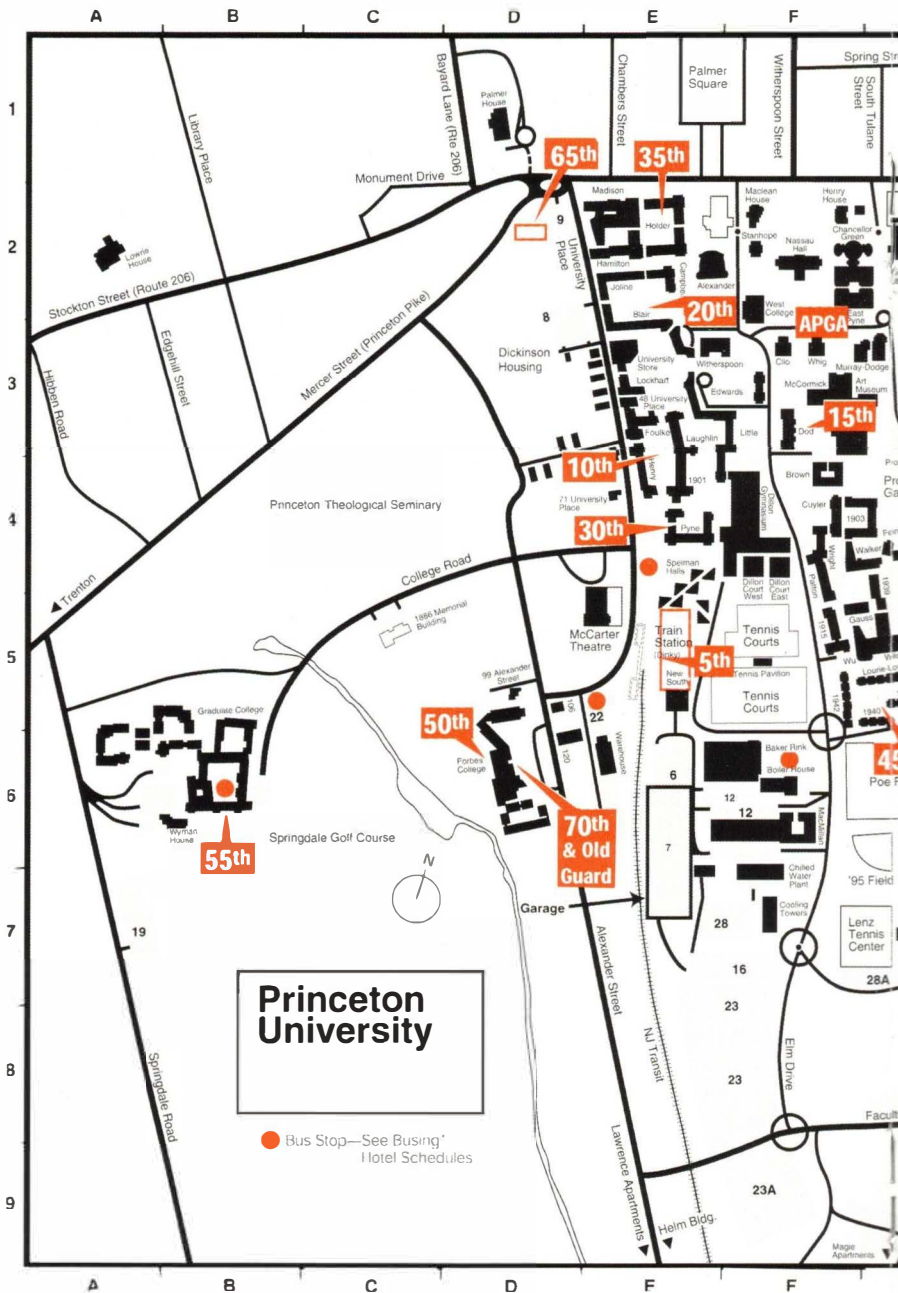 A B C D E F
1
2
3
4
5
6
7
8
9
Library Place
Bayard Lane (Rte 206)
Palmer
House
Chambers Street
Palmer
Square
Witherspoon Street
South Tulane
Street
Monument Drive
65th
35th
9
Madison
Holder
Hamilton
Joline
Blair
Alexander
20th
Maclean
House
Henry
House
Stanhope
Nassau
Hall
Chancellor
Green
West
College
East
Pyne
APGA
Lowrie
House
Stockton Street (Route 206)
University
Place
8
Edgehill Street
Hibben Road
Mercer Street (Princeton Pike)
Dickinson
Housing
University
Store
Witherspoon
Lockhart
48 University
Place
Edwards
Clio
Whig
Murray-Dodge
McCormick
Art
Museum
15th
Dod
Foulke
Laughlin
Little
Henry
10th
1901
Brown
Princeton Theological Seminary
71 University
Place
30th
Pyne
Dillon
Gymnasium
Cuyler
1903
Walker
Wright
Patton
1939
1915
Gauss
Trenton
College Road
Spelman
Halls
Dillon
Court
West
Dillon
Court
East
1886 Memorial
Building
McCarter
Theatre
Train
Station
(Dinky)
5th
New
South
Tennis
Courts
Tennis Pavilion
Tennis
Courts
Wu
1942
1940
99 Alexander
Street
106
22
120
50th
Forbes
College
Warehouse
Graduate College
Wyman
House
55th
Springdale Golf Course
70th
& Old
Guard
6
7
Baker Rink
Boiler House
12
12
MacMillan
N
Garage
Chilled
Water
Plant
Cooling
Towers
'95 Field
Lenz
Tennis
Center
28
28A
19
16
23
23
Princeton
University
Bus Stop—See Busing'
Hotel Schedules
Springdale Road
Alexander Street
NJ Transit
Elm Drive
Lawrence Apartments
Helm Bldg.
23A
Magie
Apartments
A B C D E F